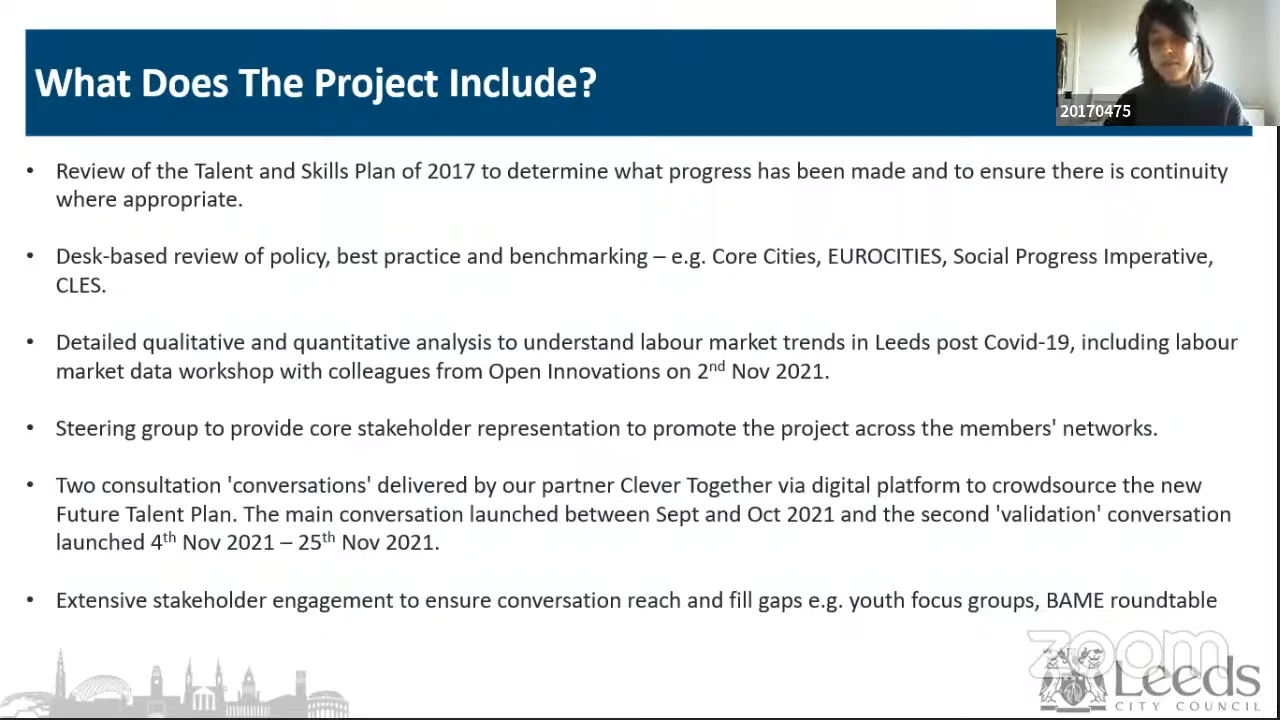 What Does The Project Include?
20170475
• Review of the Talent and Skills Plan of 2017 to determine what progress has been made and to ensure there is continuity
where appropriate.
• Desk-based review of policy, best practice and benchmarking – e.g. Core Cities, EUROCITIES, Social Progress Imperative,
CLES.
• Detailed qualitative and quantitative analysis to understand labour market trends in Leeds post Covid-19, including labour
market data workshop with colleagues from Open Innovations on 2nd Nov 2021.
• Steering group to provide core stakeholder representation to promote the project across the members' networks.
• Two consultation 'conversations' delivered by our partner Clever Together via digital platform to crowdsource the new
Future Talent Plan. The main conversation launched between Sept and Oct 2021 and the second 'validation' conversation
launched 4th Nov 2021 – 25th Nov 2021.
• Extensive stakeholder engagement to ensure conversation reach and fill gaps e.g. youth focus groups, BAME roundtable
zoom
Leeds
CITY COUNCIL